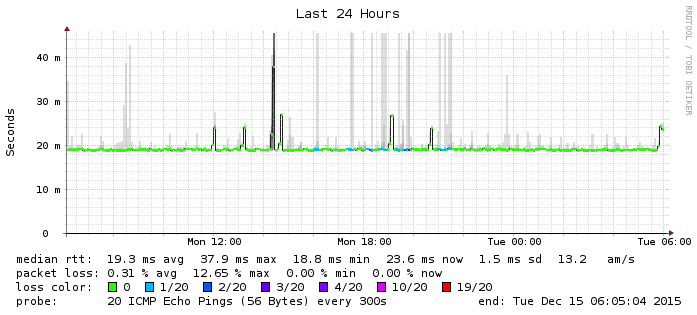 Last 24 Hours
RRDTOOL / TOBI OETIKER
Seconds
40 m
30 m
20 m
10 m
0
Mon 12:00 Mon 18:00 Tue 00:00 Tue 06:00
median rtt: 19.3 ms avg 37.9 ms max 18.8 ms min 23.6 ms now 1.5 ms sd 13.2 am/s
packet loss: 0.31 % avg 12.65 % max 0.00 % min 0.00 % now
loss color: 0 1/20 2/20 3/20 4/20 10/20 19/20
probe: 20 ICMP Echo Pings (56 Bytes) every 300s end: Tue Dec 15 06:05:04 2015